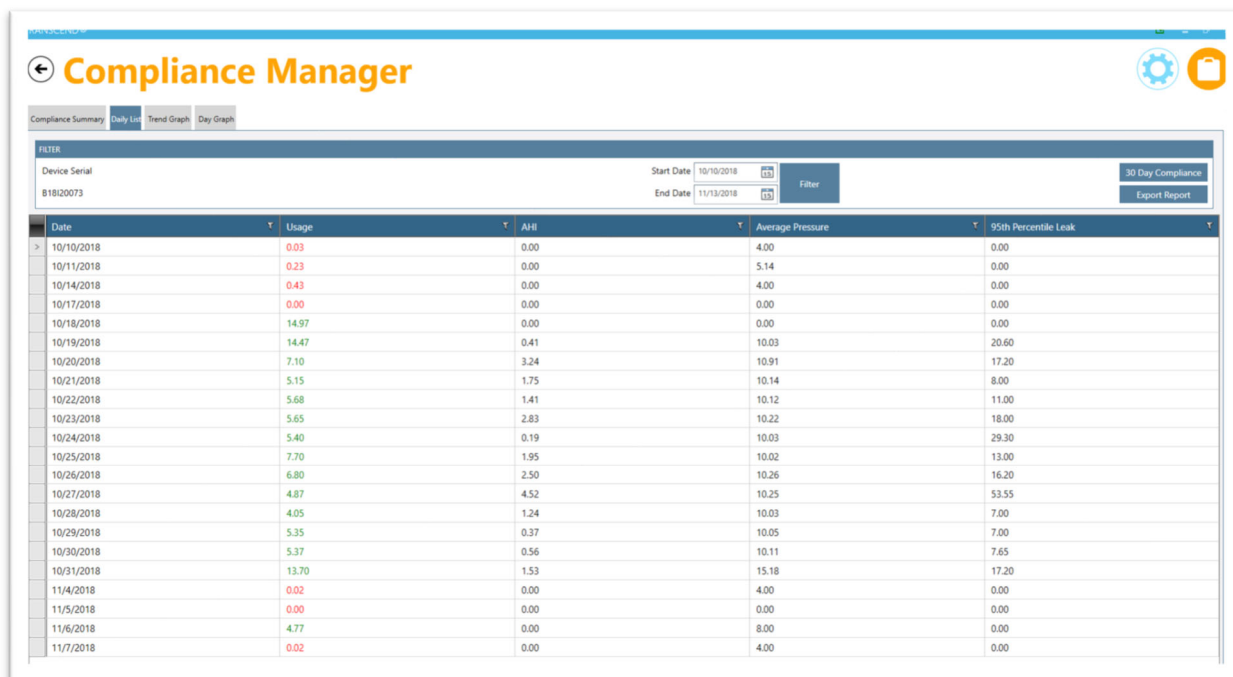 Compliance Manager
Compliance Summary Daily List Trend Graph Day Graph
FILTER
Device Serial Start Date 10/10/2018 15 Filter 30 Day Compliance
B18I20073 End Date 11/13/2018 15 Export Report
Date Usage AHI Average Pressure 95th Percentile Leak
> 10/10/2018 0.03 0.00 4.00 0.00
10/11/2018 0.23 0.00 5.14 0.00
10/14/2018 0.43 0.00 4.00 0.00
10/17/2018 0.00 0.00 0.00 0.00
10/18/2018 14.97 0.00 0.00 0.00
10/19/2018 14.47 0.41 10.03 20.60
10/20/2018 7.10 3.24 10.91 17.20
10/21/2018 5.15 1.75 10.14 8.00
10/22/2018 5.68 1.41 10.12 11.00
10/23/2018 5.65 2.83 10.22 18.00
10/24/2018 5.40 0.19 10.03 29.30
10/25/2018 7.70 1.95 10.02 13.00
10/26/2018 6.80 2.50 10.26 16.20
10/27/2018 4.87 4.52 10.25 53.55
10/28/2018 4.05 1.24 10.03 7.00
10/29/2018 5.35 0.37 10.05 7.00
10/30/2018 5.37 0.56 10.11 7.65
10/31/2018 13.70 1.53 15.18 17.20
11/4/2018 0.02 0.00 4.00 0.00
11/5/2018 0.00 0.00 0.00 0.00
11/6/2018 4.77 0.00 8.00 0.00
11/7/2018 0.02 0.00 4.00 0.00